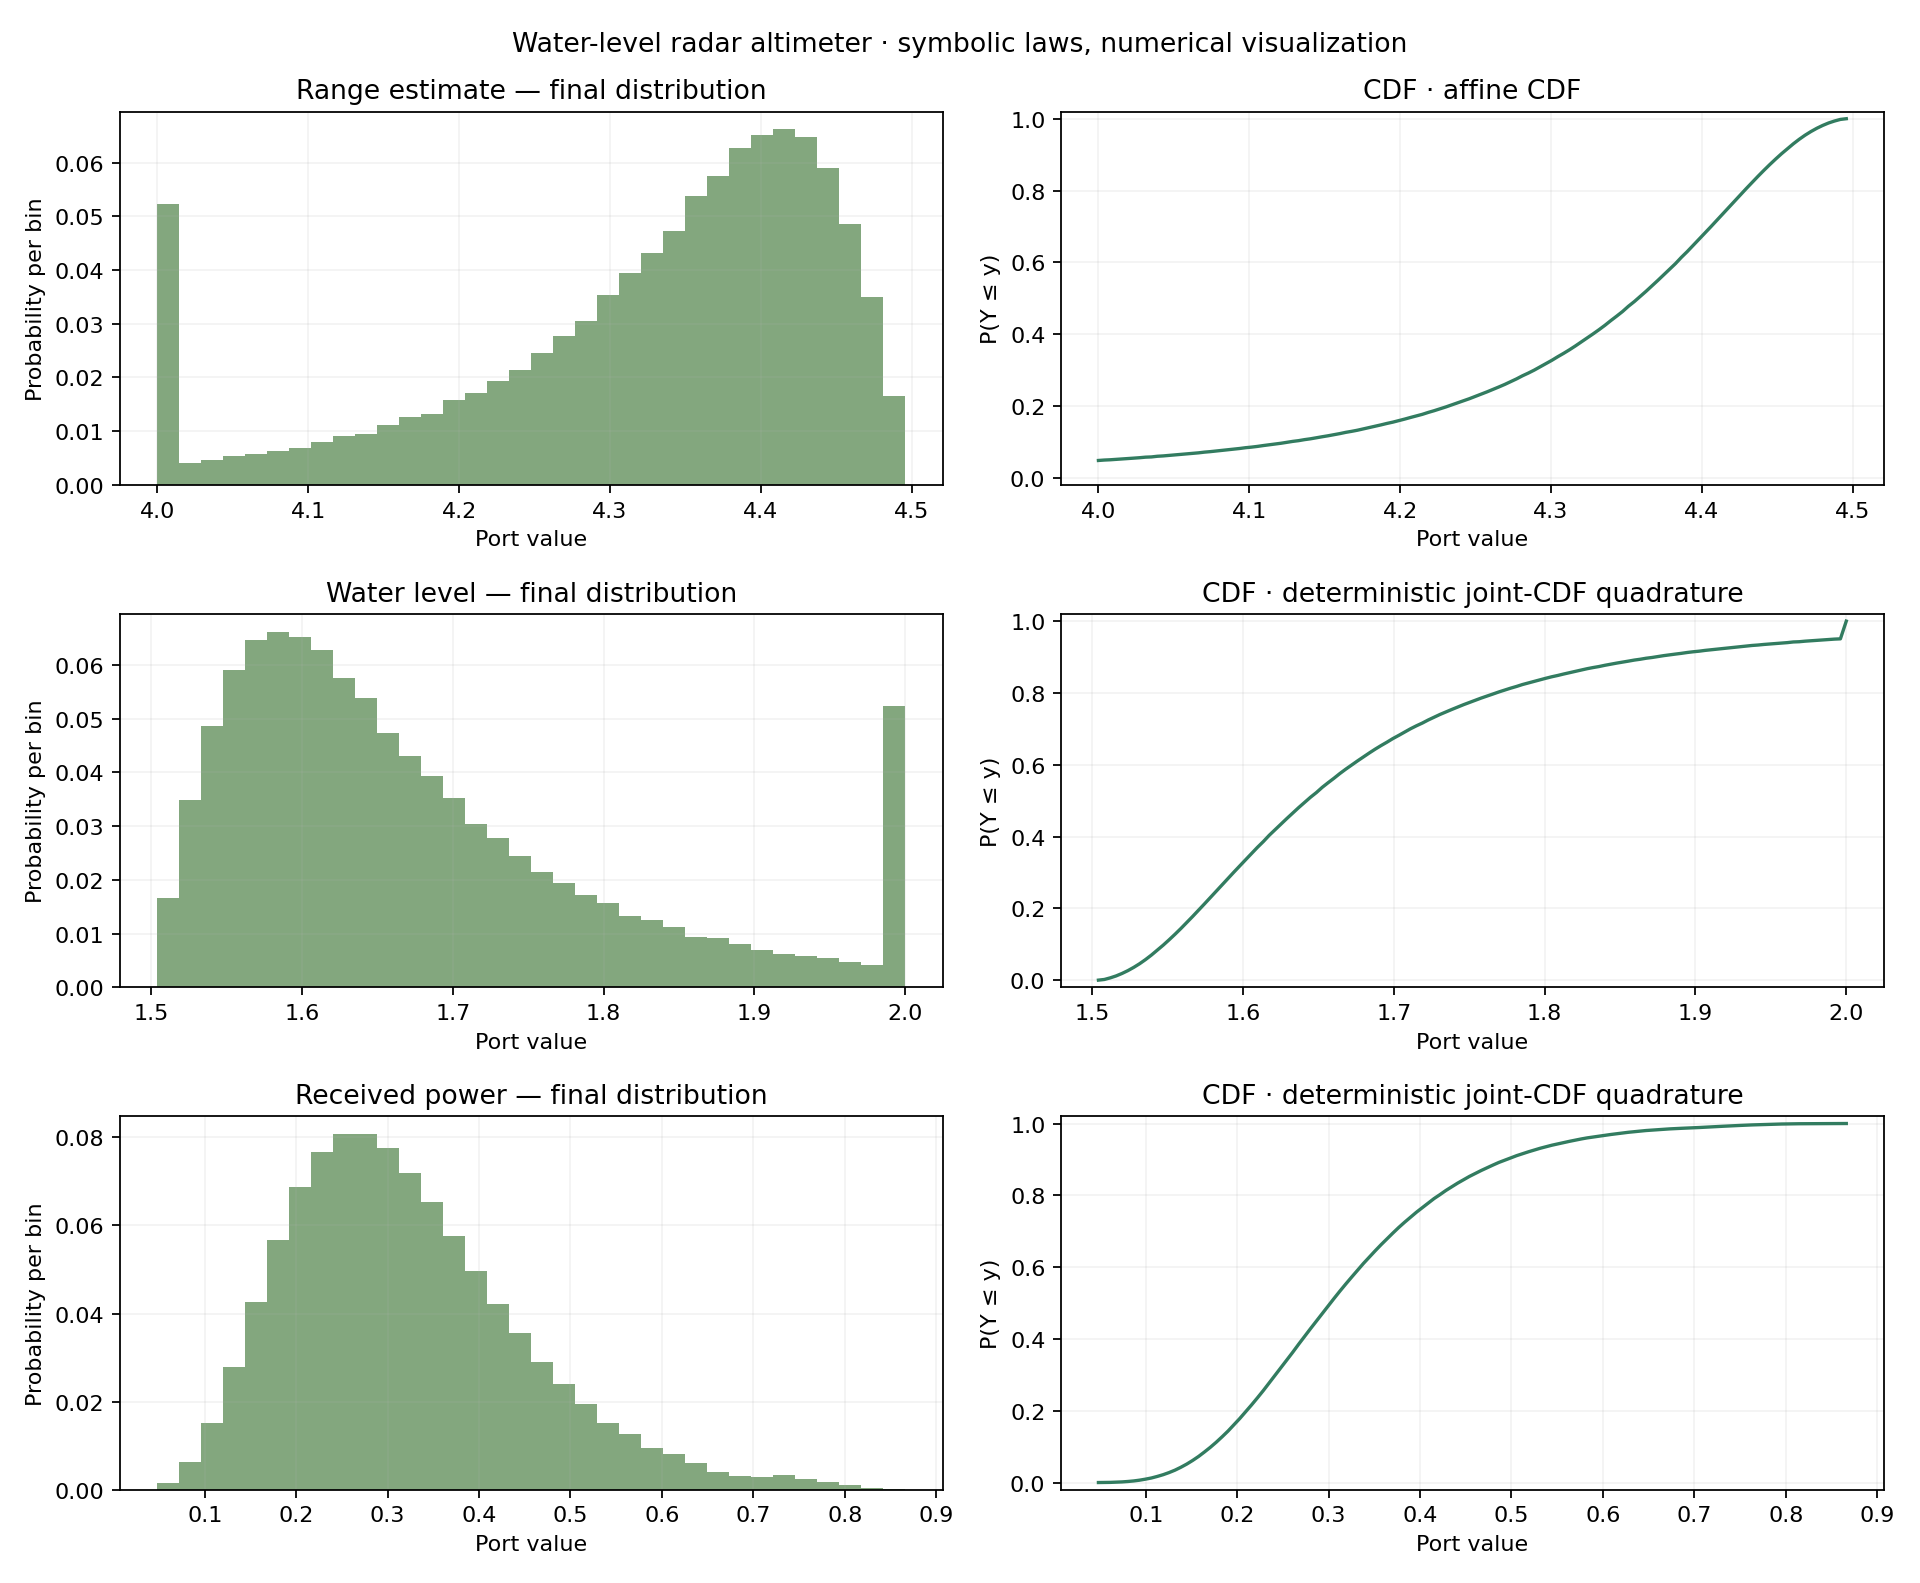 Water-level radar altimeter · symbolic laws, numerical visualization
Range estimate — final distribution
Probability per bin
0.06
0.05
0.04
0.03
0.02
0.01
0.00
4.0 4.1 4.2 4.3 4.4 4.5
Port value
CDF · affine CDF
P(Y ≤ y)
1.0
0.8
0.6
0.4
0.2
0.0
4.0 4.1 4.2 4.3 4.4 4.5
Port value
Water level — final distribution
Probability per bin
0.06
0.05
0.04
0.03
0.02
0.01
0.00
1.5 1.6 1.7 1.8 1.9 2.0
Port value
CDF · deterministic joint-CDF quadrature
P(Y ≤ y)
1.0
0.8
0.6
0.4
0.2
0.0
1.5 1.6 1.7 1.8 1.9 2.0
Port value
Received power — final distribution
Probability per bin
0.08
0.06
0.04
0.02
0.00
0.1 0.2 0.3 0.4 0.5 0.6 0.7 0.8 0.9
Port value
CDF · deterministic joint-CDF quadrature
P(Y ≤ y)
1.0
0.8
0.6
0.4
0.2
0.0
0.1 0.2 0.3 0.4 0.5 0.6 0.7 0.8 0.9
Port value